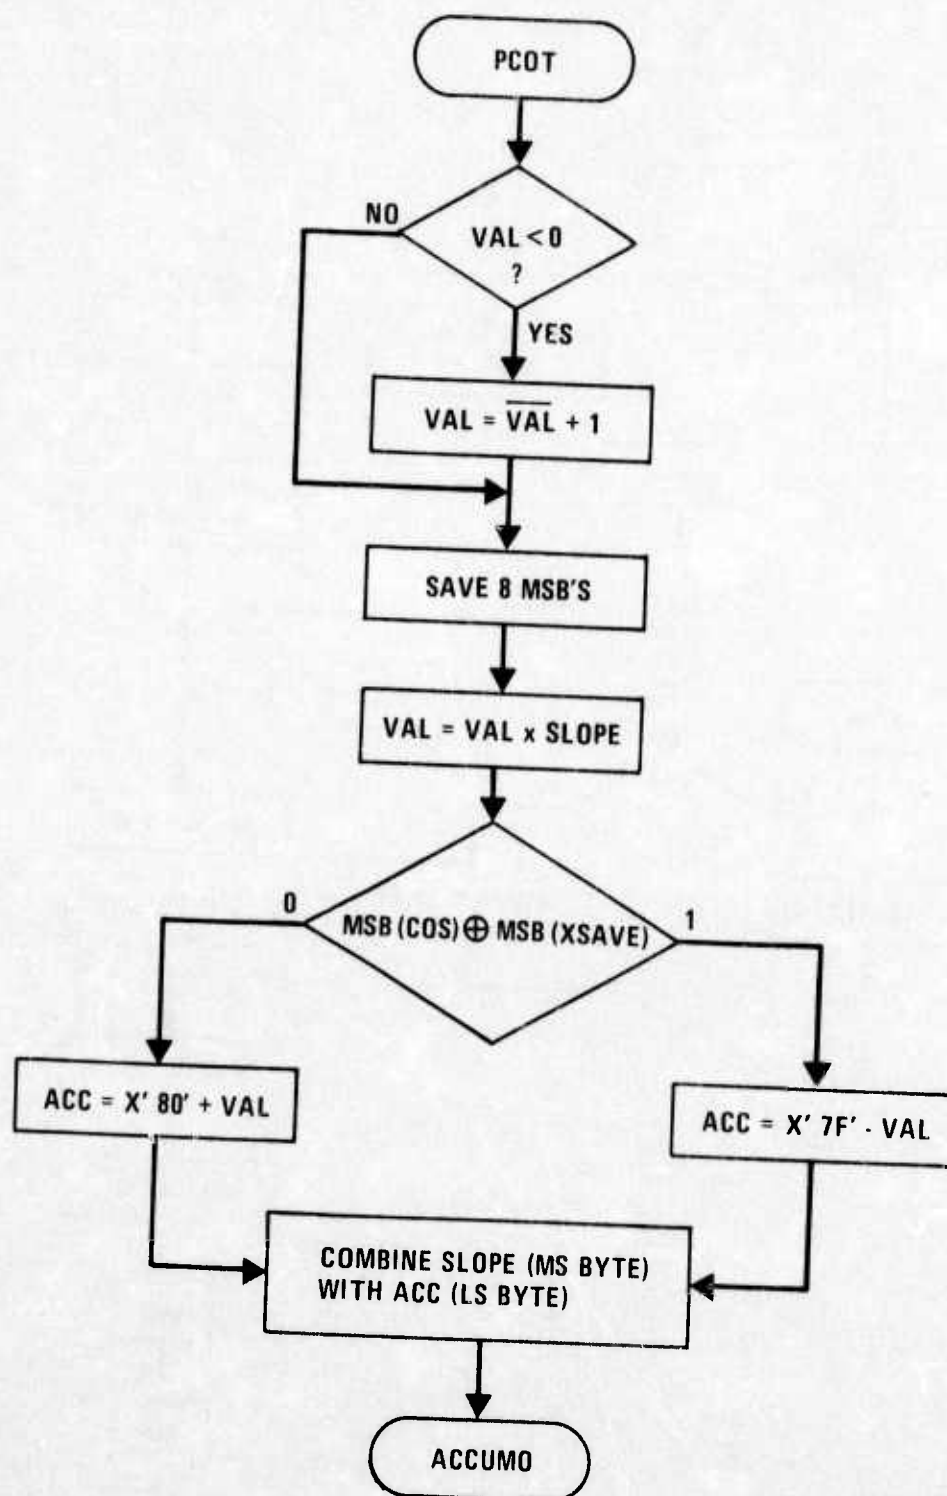 PCOT
NO
VAL < 0
?
YES
VAL = V̅A̅L̅ + 1
SAVE 8 MSB'S
VAL = VAL x SLOPE
0
MSB (COS) ⊕ MSB (XSAVE)
1
ACC = X' 80' + VAL
ACC = X' 7F' - VAL
COMBINE SLOPE (MS BYTE)
WITH ACC (LS BYTE)
ACCUMO